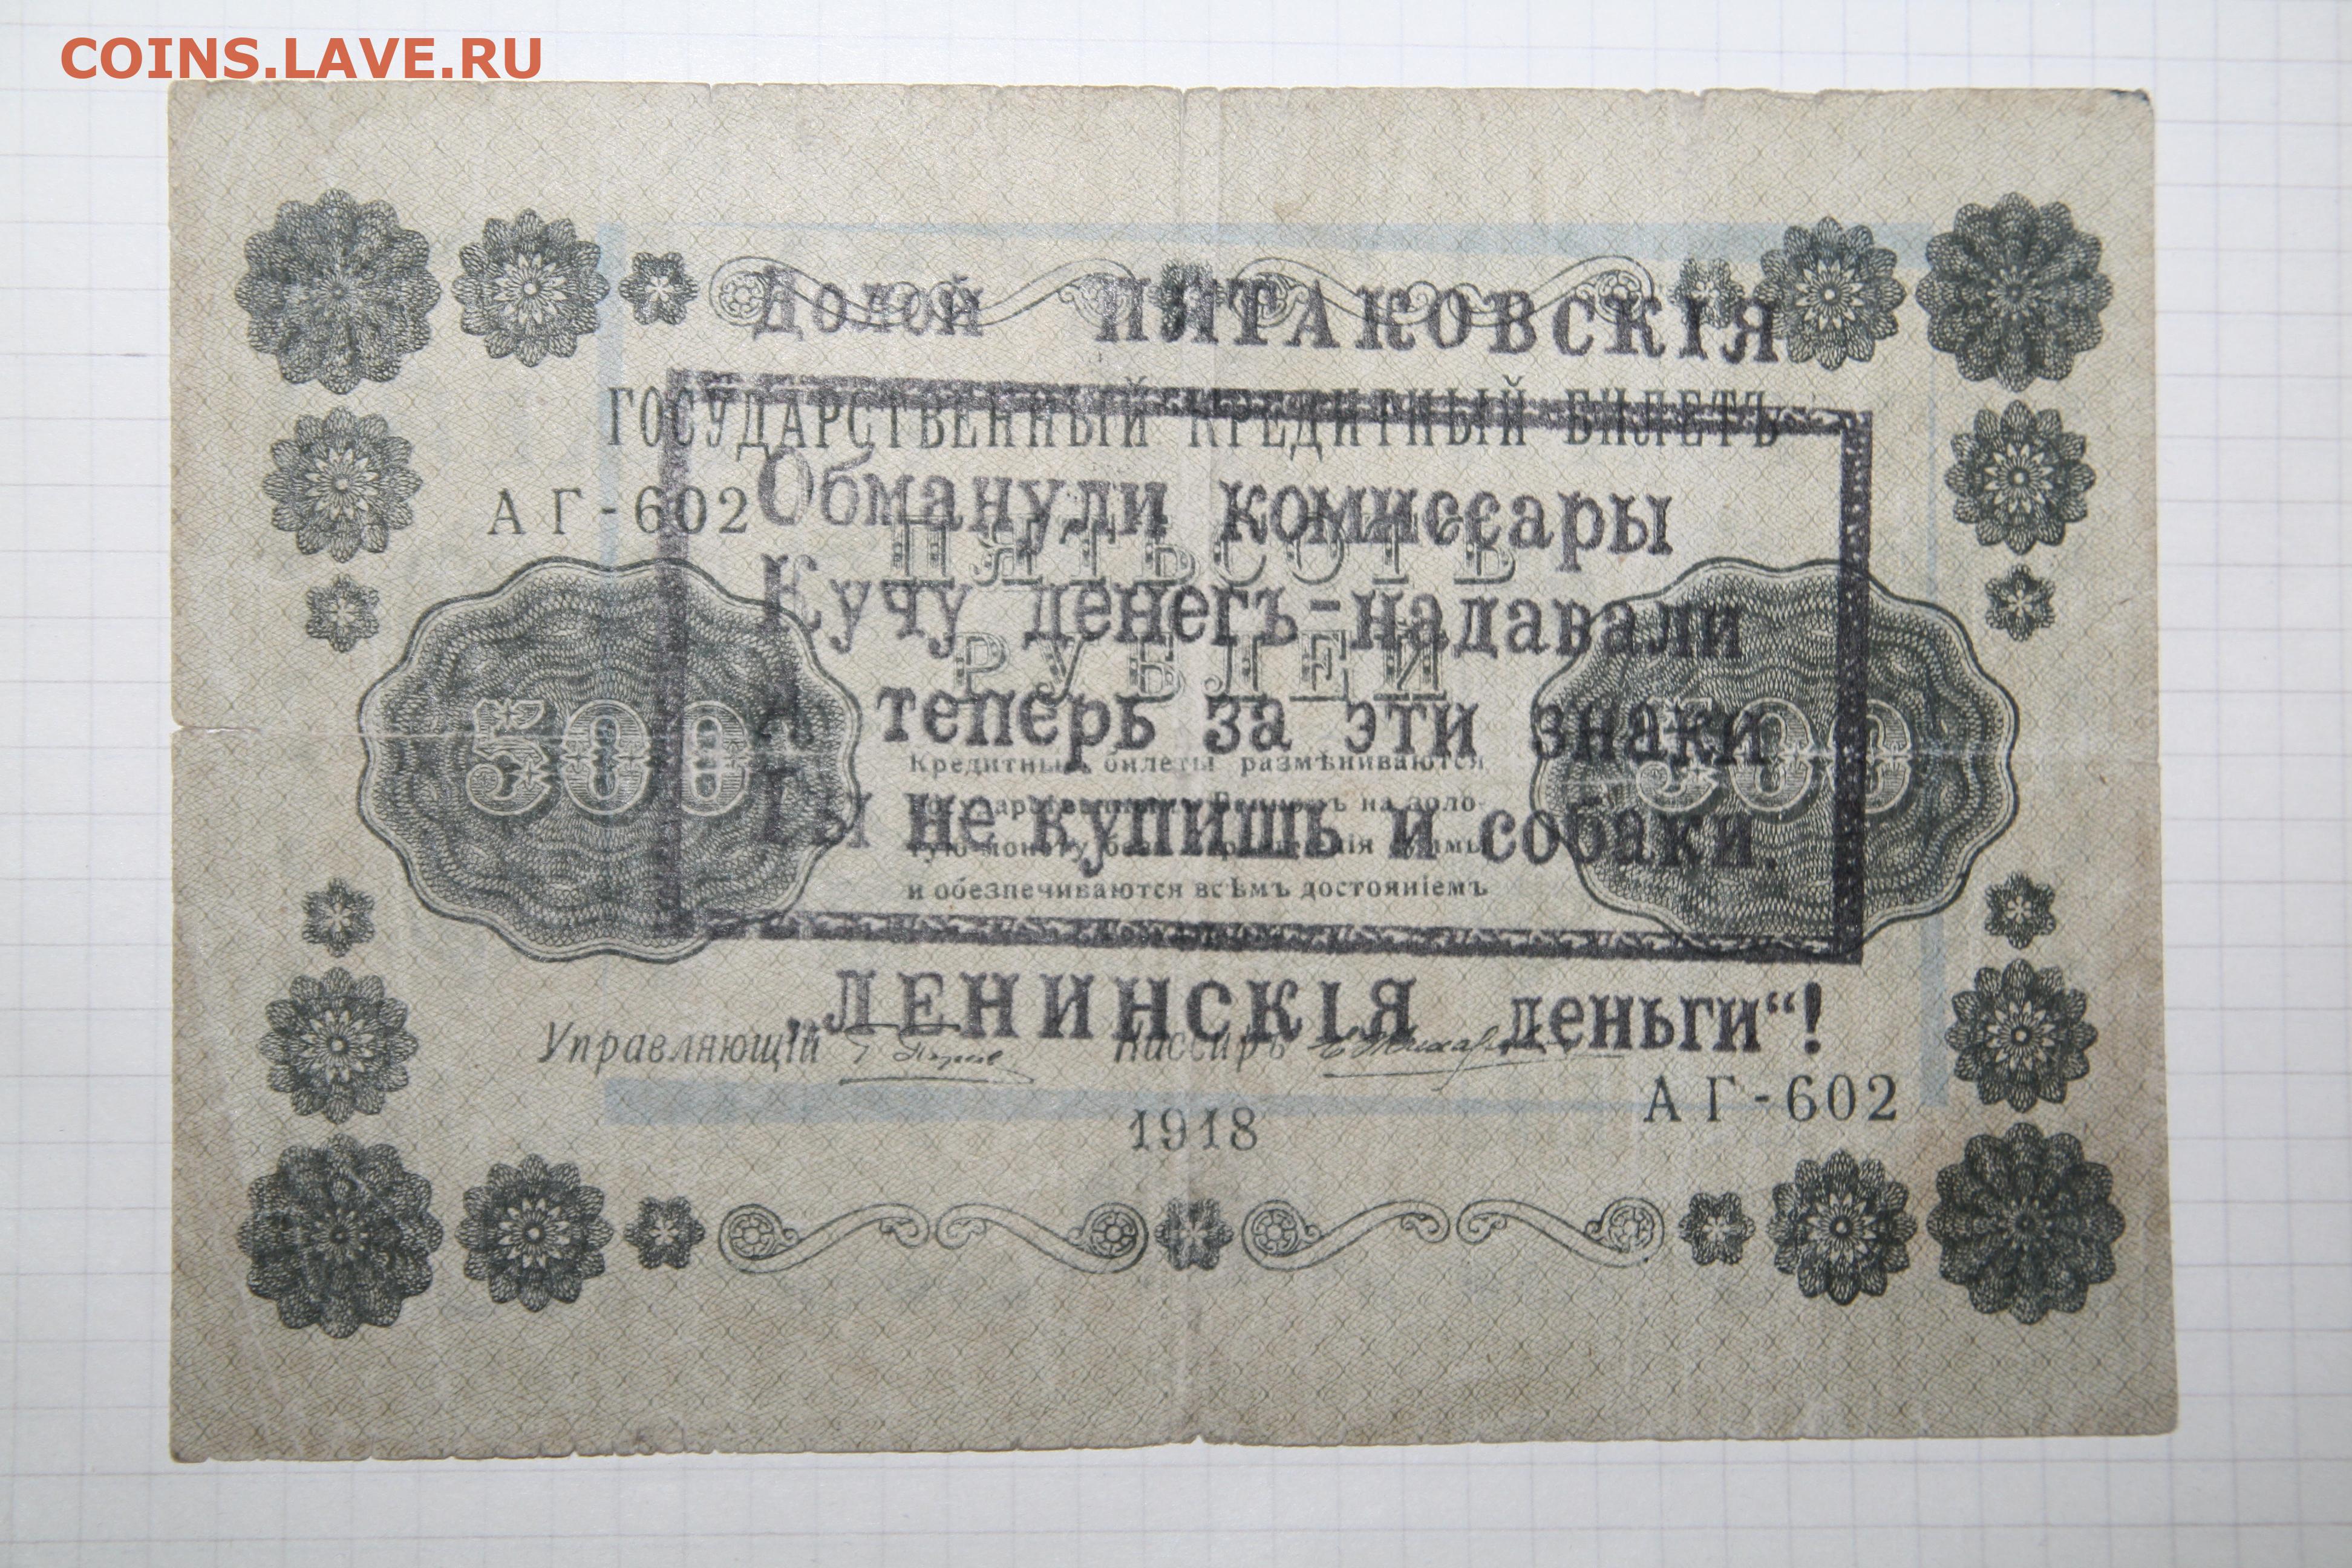 COINS.LAVE.RU
Долой ПЯТАКОВСКІЯ
ГОСУДАРСТВЕННЫЙ КРЕДИТНЫЙ БИЛЕТЪ
АГ-602
Обманули комиссары
ПЯТЬСОТЪ
Кучу денегъ-надавали
РУБЛЕЙ
А теперь за эти знаки
500
500
Кредитные билеты размѣниваются
Ты не купишь и собаки.
и обезпечиваются всѣмъ достояніемъ
„ЛЕНИНСКІЯ деньги“!
Управляющій
Кассиръ
АГ-602
1918